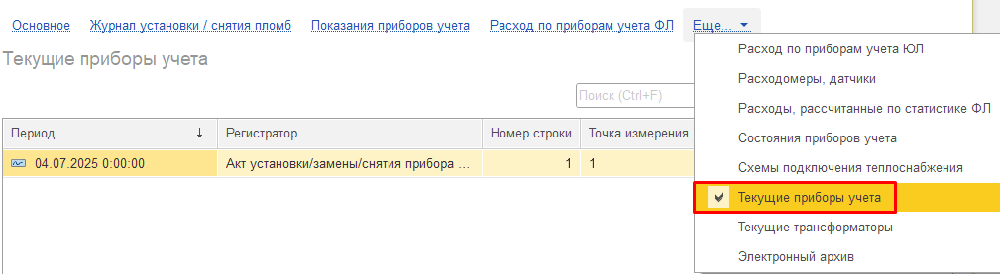 Основное Журнал установки / снятия пломб Показания приборов учета Расход по приборам учета ФЛ Еще...
Текущие приборы учета
Поиск (Ctrl+F)
Период ↓ Регистратор Номер строки Точка измерения
04.07.2025 0:00:00 Акт установки/замены/снятия прибора ... 1 1
Расход по приборам учета ЮЛ
Расходомеры, датчики
Расходы, рассчитанные по статистике ФЛ
Состояния приборов учета
Схемы подключения теплоснабжения
Текущие приборы учета
Текущие трансформаторы
Электронный архив